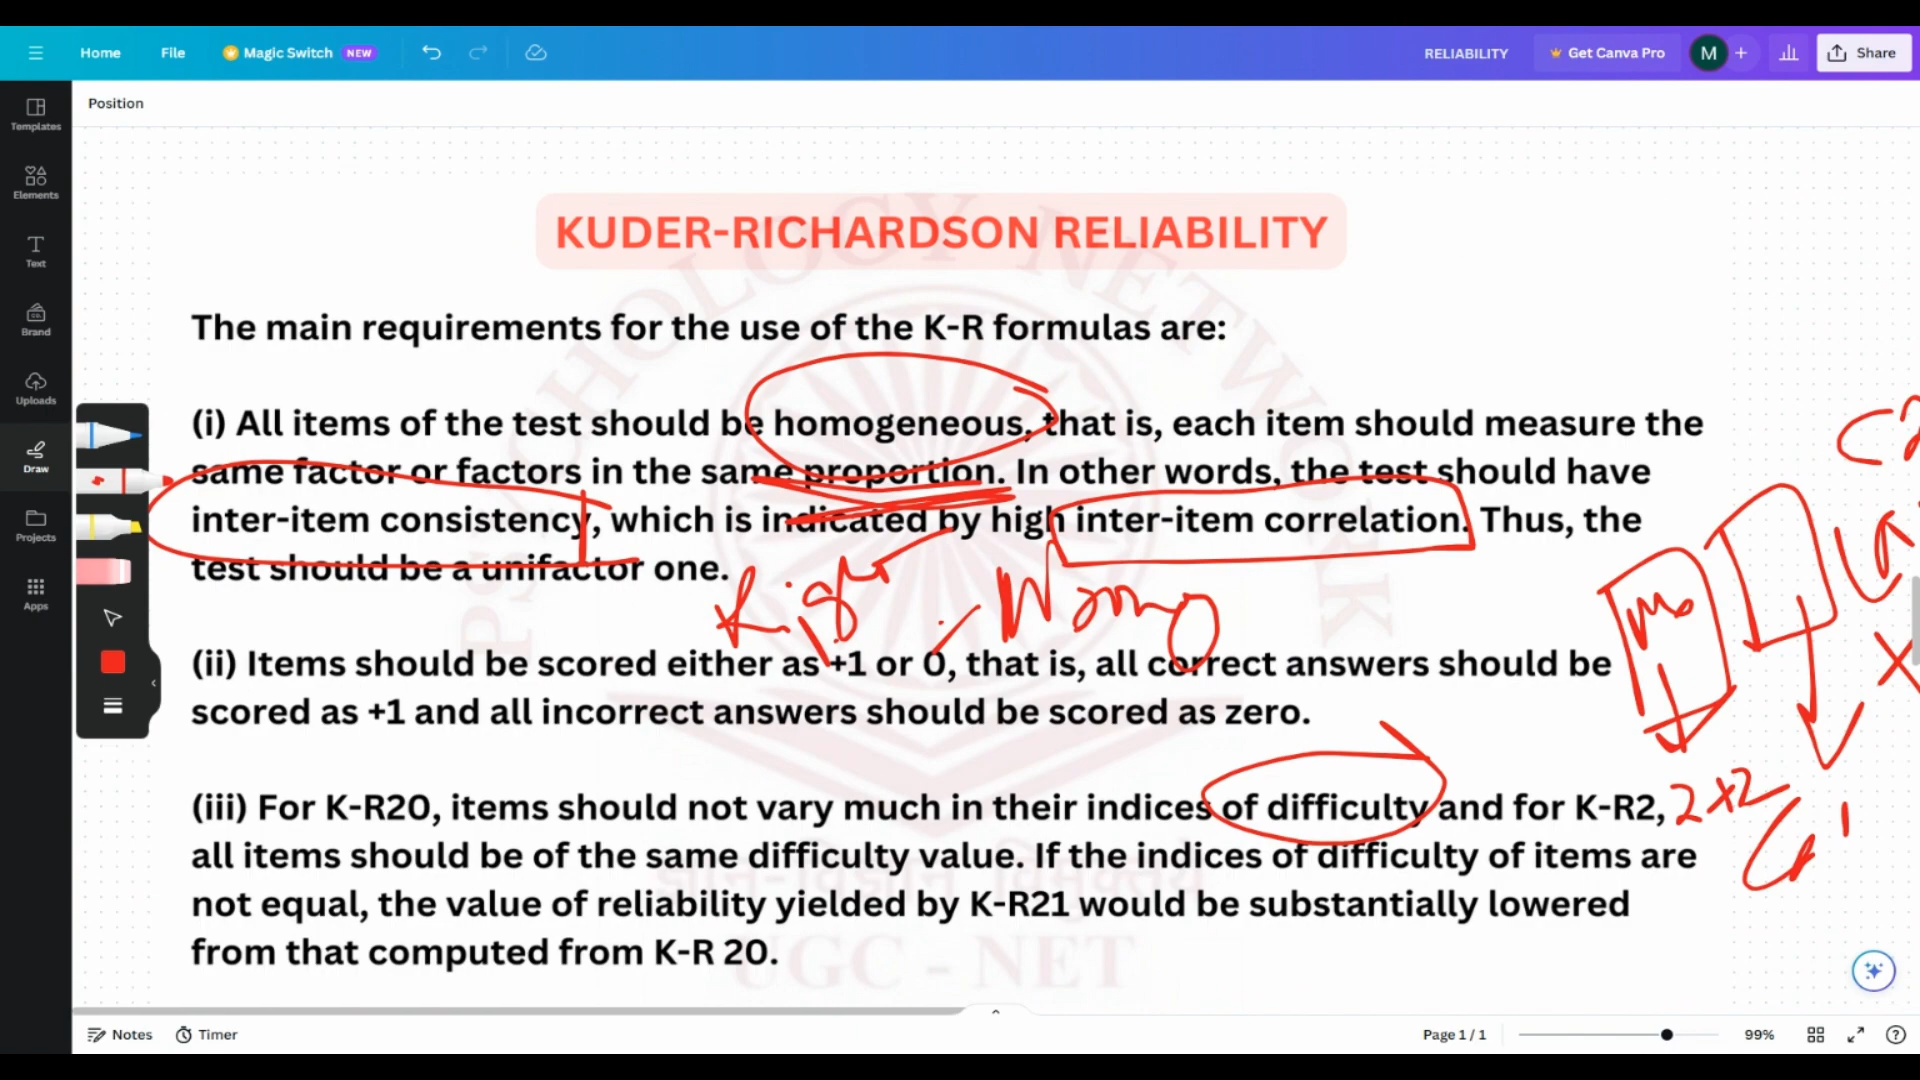 Home File Magic Switch NEW RELIABILITY Get Canva Pro M + Share
Position
Templates
Elements
Text
Brand
Uploads
Draw
Projects
Apps
PSYCHOLOGY NETWORK
KUDER-RICHARDSON RELIABILITY
The main requirements for the use of the K-R formulas are:
(i) All items of the test should be homogeneous, that is, each item should measure the
same factor or factors in the same proportion. In other words, the test should have
inter-item consistency, which is indicated by high inter-item correlation. Thus, the
test should be a unifactor one.
Right Wrong
(ii) Items should be scored either as +1 or 0, that is, all correct answers should be
scored as +1 and all incorrect answers should be scored as zero.
(iii) For K-R20, items should not vary much in their indices of difficulty and for K-R2,
2x2
all items should be of the same difficulty value. If the indices of difficulty of items are
not equal, the value of reliability yielded by K-R21 would be substantially lowered
from that computed from K-R 20.
UGC - NET
Notes Timer Page 1 / 1 99%